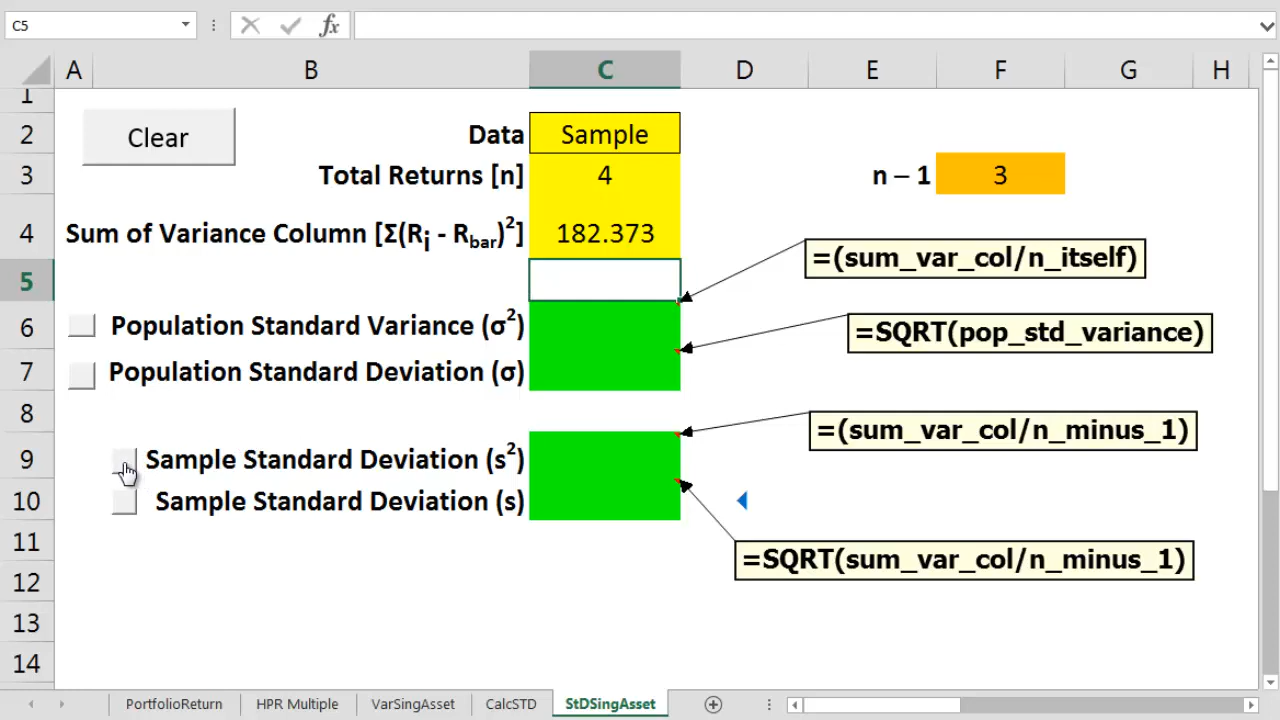 C5
fx
A B C D E F G H
1
Clear
2 Data Sample
3 Total Returns [n] 4 n – 1 3
4 Sum of Variance Column [Σ(Ri - Rbar)²] 182.373
=(sum_var_col/n_itself)
5
6 Population Standard Variance (σ²)
=SQRT(pop_std_variance)
7 Population Standard Deviation (σ)
8
=(sum_var_col/n_minus_1)
9 Sample Standard Deviation (s²)
10 Sample Standard Deviation (s)
11
=SQRT(sum_var_col/n_minus_1)
12
13
14
PortfolioReturn HPR Multiple VarSingAsset CalcSTD StDSingAsset